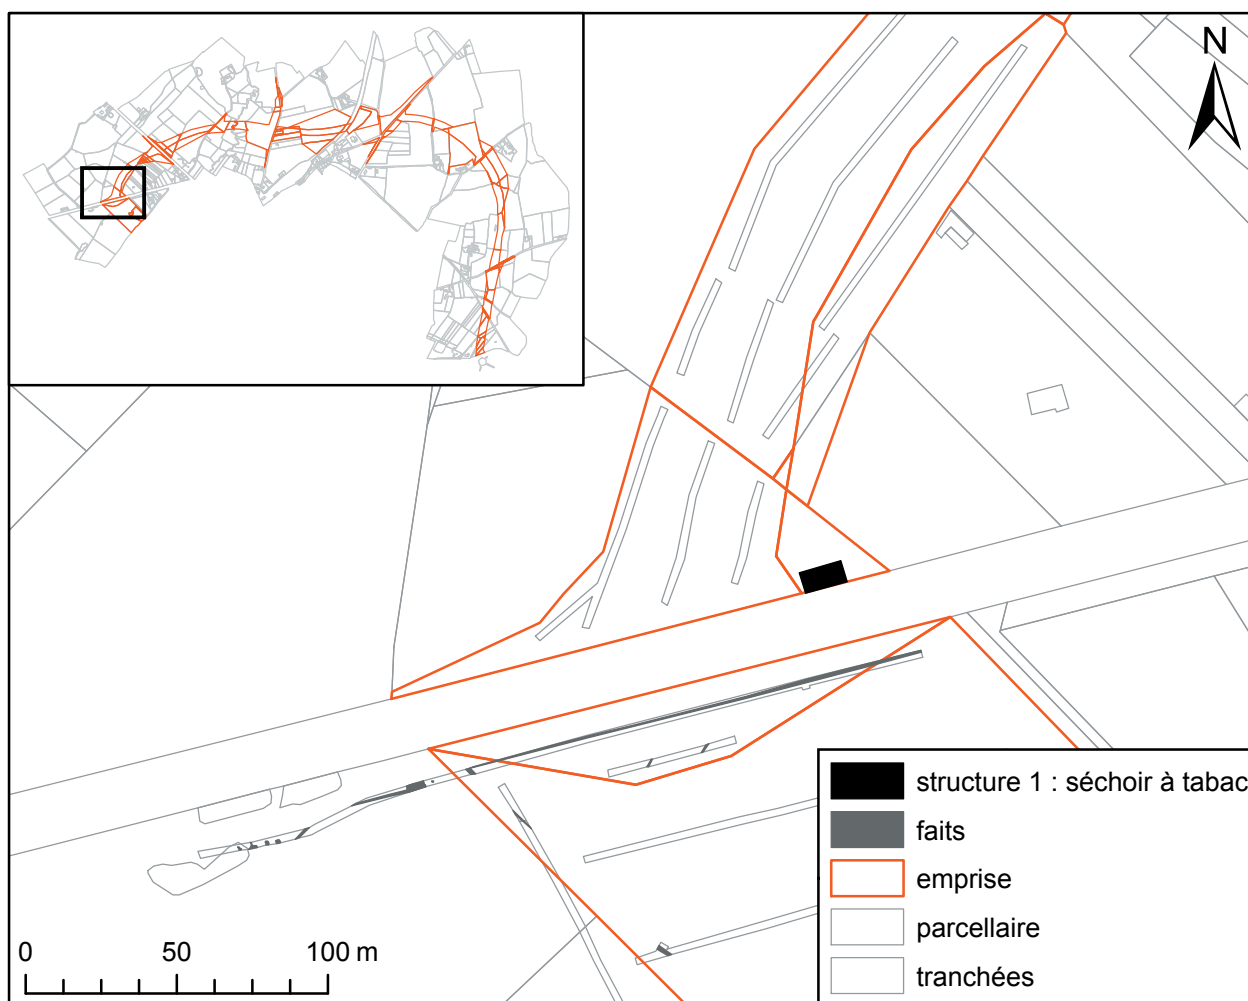 N
structure 1 : séchoir à tabac
faits
emprise
parcellaire
tranchées
0 50 100 m